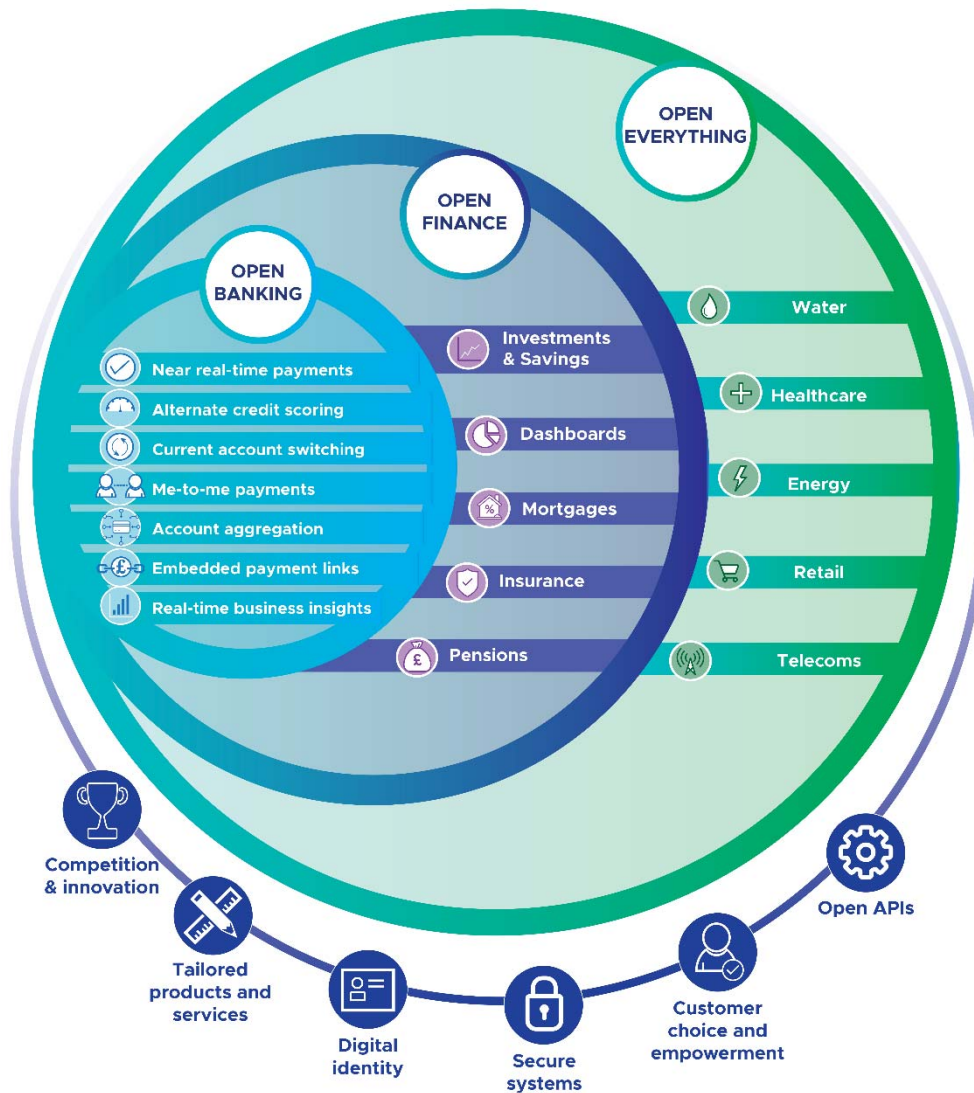 OPEN
EVERYTHING
OPEN
FINANCE
OPEN
BANKING
Near real-time payments
Alternate credit scoring
Current account switching
Me-to-me payments
Account aggregation
Embedded payment links
Real-time business insights
Investments
& Savings
Dashboards
% Mortgages
Insurance
£ Pensions
£
Water
Healthcare
Energy
Retail
Telecoms
Competition
& innovation
Tailored
products and
services
Digital
identity
Secure
systems
Customer
choice and
empowerment
Open APIs